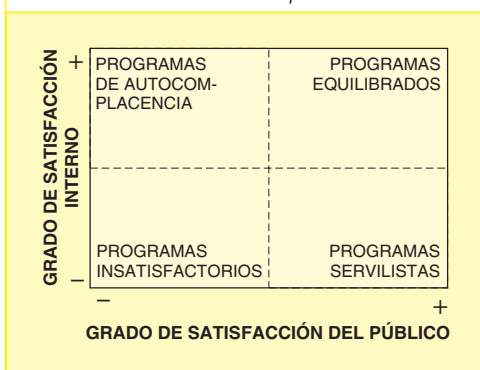 GRADO DE SATISFACCIÓN
INTERNO
+
PROGRAMAS
DE AUTOCOM-
PLACENCIA
PROGRAMAS
EQUILIBRADOS
PROGRAMAS
INSATISFACTORIOS
PROGRAMAS
SERVILISTAS
–
– +
GRADO DE SATISFACCIÓN DEL PÚBLICO